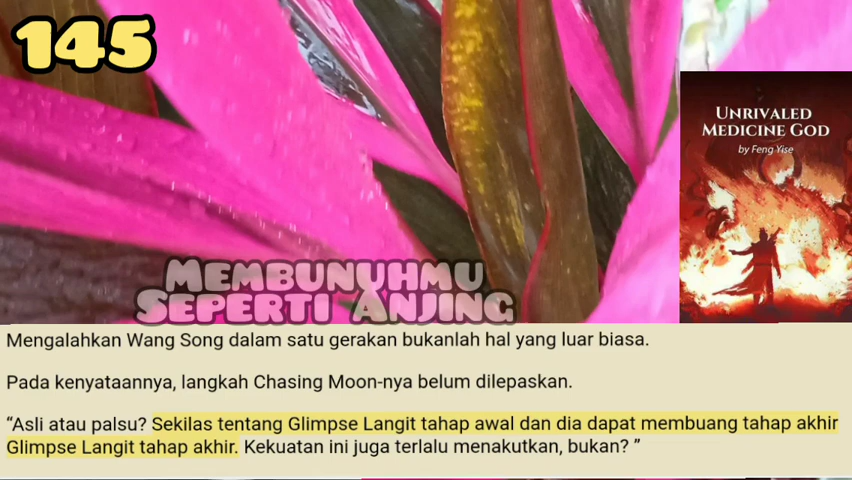 145
UNRIVALED
MEDICINE GOD
by Feng Yise
MEMBUNUHMU
SEPERTI ANJING
Mengalahkan Wang Song dalam satu gerakan bukanlah hal yang luar biasa.
Pada kenyataannya, langkah Chasing Moon-nya belum dilepaskan.
“Asli atau palsu? Sekilas tentang Glimpse Langit tahap awal dan dia dapat membuang tahap akhir
Glimpse Langit tahap akhir. Kekuatan ini juga terlalu menakutkan, bukan? ”